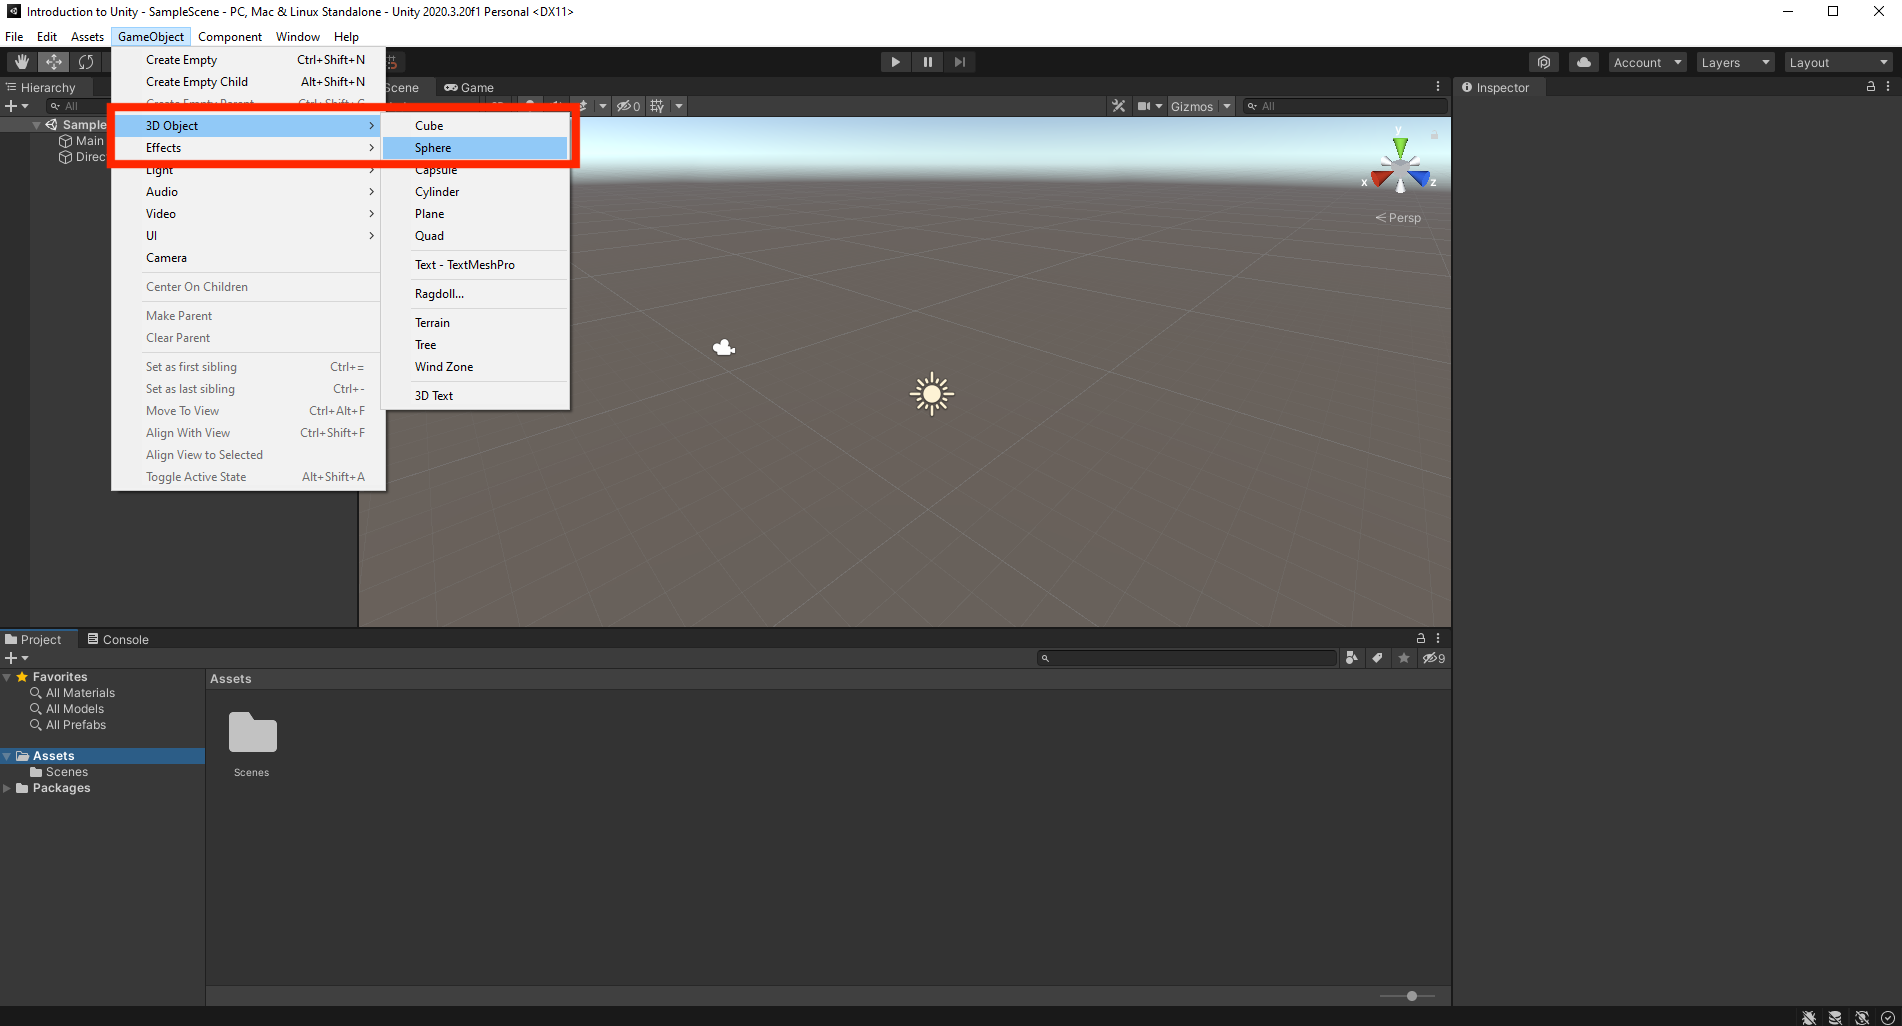 Introduction to Unity - SampleScene - PC, Mac & Linux Standalone - Unity 2020.3.20f1 Personal <DX11>
File Edit Assets GameObject Component Window Help
Create Empty Ctrl+Shift+N
Create Empty Child Alt+Shift+N
Create Empty Parent Ctrl+Shift+G
3D Object
Effects
Light
Audio
Video
UI
Camera
Center On Children
Make Parent
Clear Parent
Set as first sibling Ctrl+=
Set as last sibling Ctrl+-
Move To View Ctrl+Alt+F
Align With View Ctrl+Shift+F
Align View to Selected
Toggle Active State Alt+Shift+A
Cube
Sphere
Capsule
Cylinder
Plane
Quad
Text - TextMeshPro
Ragdoll...
Terrain
Tree
Wind Zone
3D Text
Account Layers Layout
Hierarchy
All
Sample
Main
Direc
Scene Game
0
Gizmos All
y
x z
Persp
Inspector
Project Console
9
Favorites
All Materials
All Models
All Prefabs
Assets
Scenes
Packages
Assets
Scenes